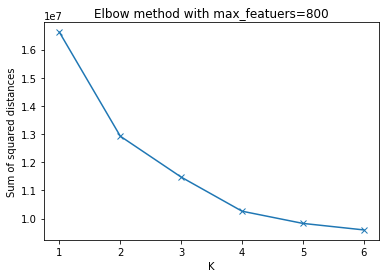 Elbow method with max_featuers=800
1e7
Sum of squared distances
1.6
1.5
1.4
1.3
1.2
1.1
1.0
1 2 3 4 5 6
K